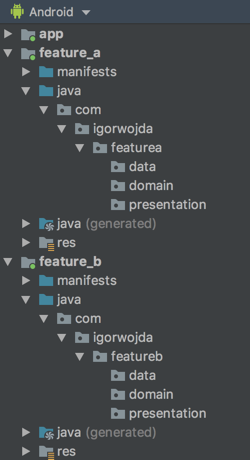 Android
app
feature_a
manifests
java
com
igorwojda
featurea
data
domain
presentation
java (generated)
res
feature_b
manifests
java
com
igorwojda
featureb
data
domain
presentation
java (generated)
res